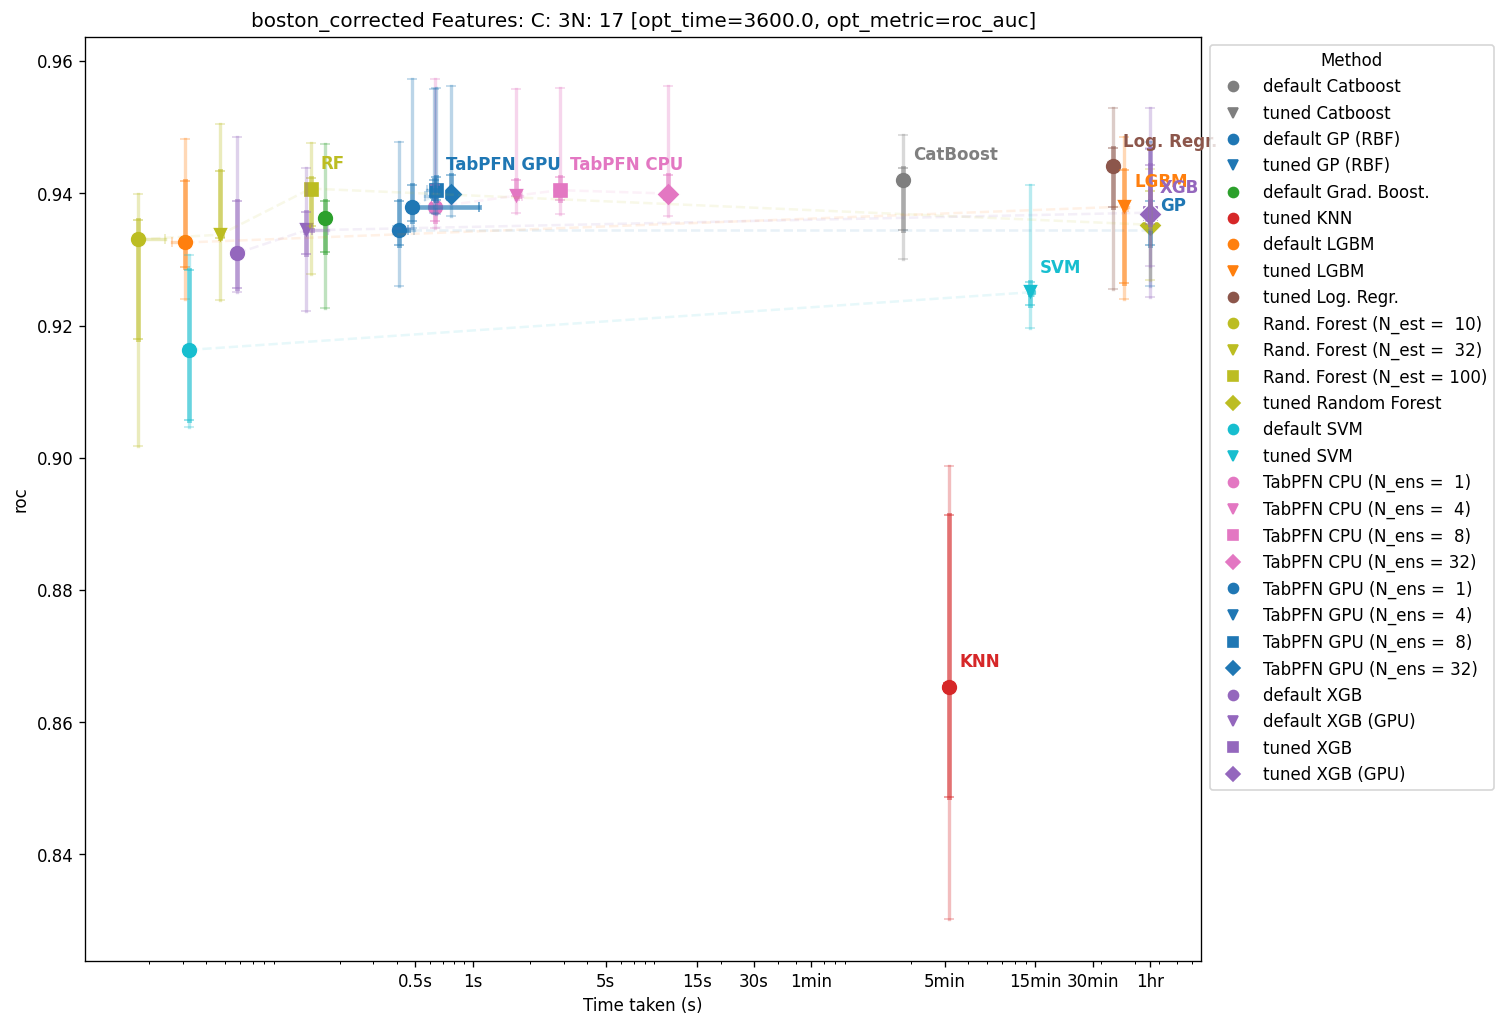 boston_corrected Features: C: 3N: 17 [opt_time=3600.0, opt_metric=roc_auc]
0.96
0.94
0.92
0.90
0.88
0.86
0.84
roc
RF
TabPFN GPU
TabPFN CPU
CatBoost
Log. Regr.
LGBM
XGB
GP
SVM
KNN
0.5s
1s
5s
15s
30s
1min
5min
15min
30min
1hr
Time taken (s)
Method
default Catboost
tuned Catboost
default GP (RBF)
tuned GP (RBF)
default Grad. Boost.
tuned KNN
default LGBM
tuned LGBM
tuned Log. Regr.
Rand. Forest (N_est =  10)
Rand. Forest (N_est =  32)
Rand. Forest (N_est = 100)
tuned Random Forest
default SVM
tuned SVM
TabPFN CPU (N_ens =  1)
TabPFN CPU (N_ens =  4)
TabPFN CPU (N_ens =  8)
TabPFN CPU (N_ens = 32)
TabPFN GPU (N_ens =  1)
TabPFN GPU (N_ens =  4)
TabPFN GPU (N_ens =  8)
TabPFN GPU (N_ens = 32)
default XGB
default XGB (GPU)
tuned XGB
tuned XGB (GPU)